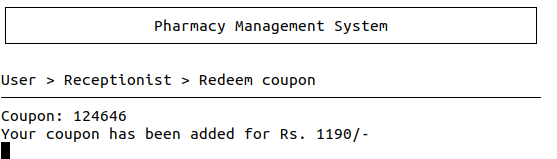 Pharmacy Management System
User > Receptionist > Redeem coupon
Coupon: 124646
Your coupon has been added for Rs. 1190/-